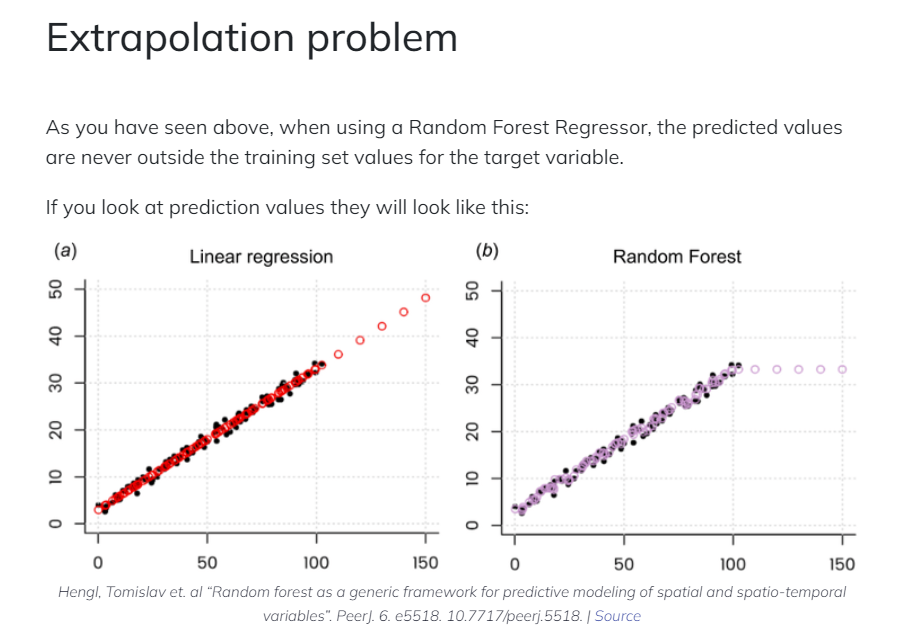 Extrapolation problem
As you have seen above, when using a Random Forest Regressor, the predicted values
are never outside the training set values for the target variable.
If you look at prediction values they will look like this:
(a)
Linear regression
50
40
30
20
10
0
0 50 100 150
(b)
Random Forest
50
40
30
20
10
0
0 50 100 150
Hengl, Tomislav et. al “Random forest as a generic framework for predictive modeling of spatial and spatio-temporal
variables”. PeerJ. 6. e5518. 10.7717/peerj.5518. | Source